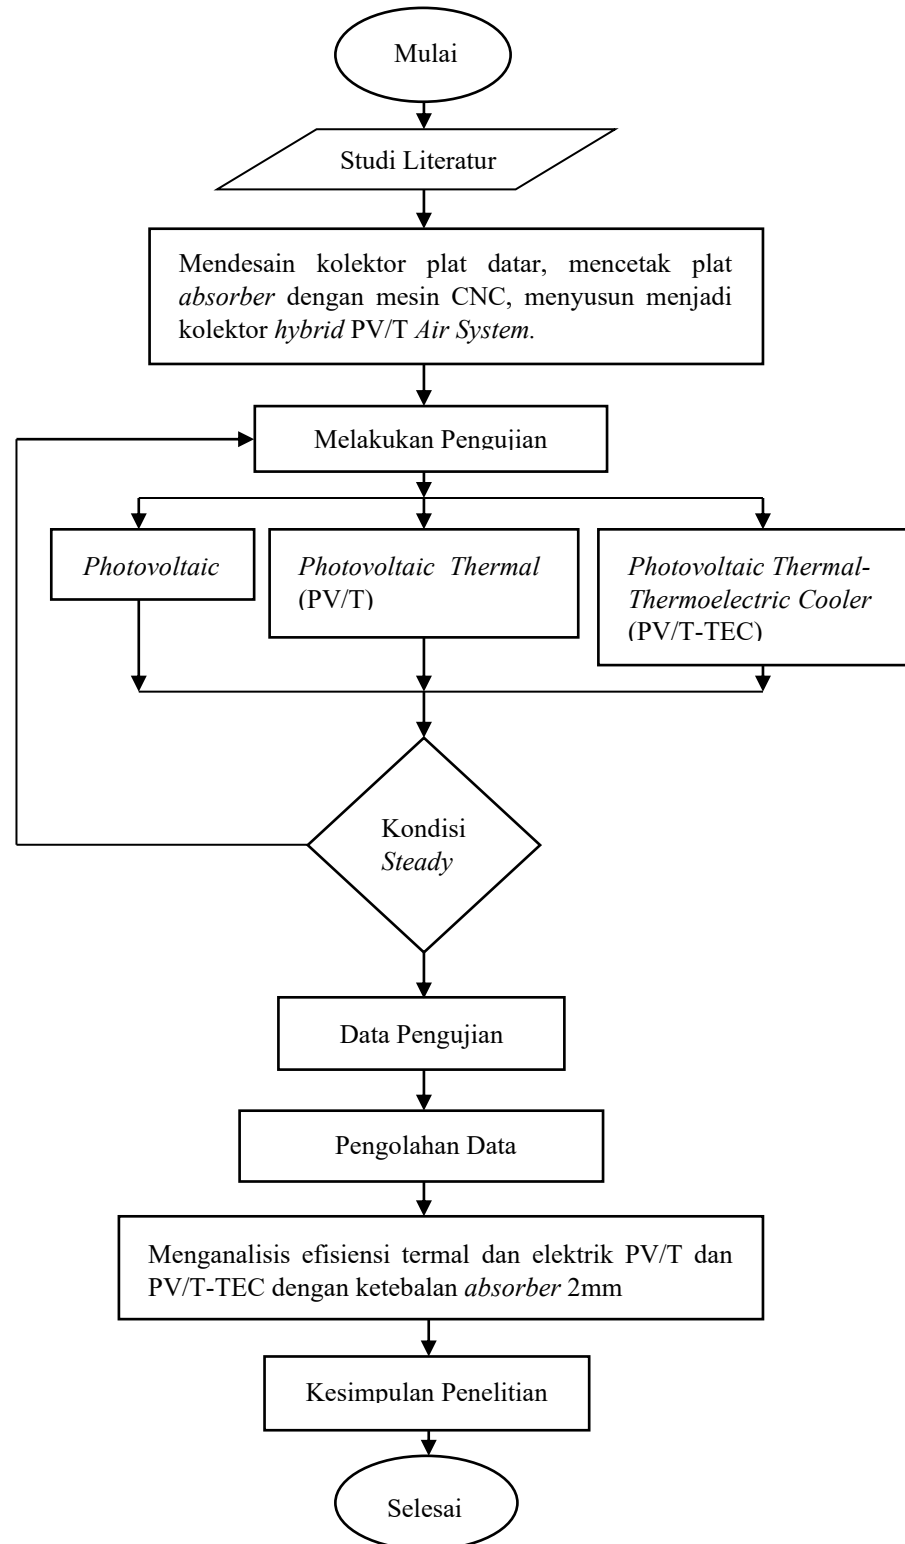 Mulai
Studi Literatur
Mendesain kolektor plat datar, mencetak plat
absorber dengan mesin CNC, menyusun menjadi
kolektor hybrid PV/T Air System.
Melakukan Pengujian
Photovoltaic
Photovoltaic Thermal
(PV/T)
Photovoltaic Thermal-
Thermoelectric Cooler
(PV/T-TEC)
Kondisi
Steady
Data Pengujian
Pengolahan Data
Menganalisis efisiensi termal dan elektrik PV/T dan
PV/T-TEC dengan ketebalan absorber 2mm
Kesimpulan Penelitian
Selesai